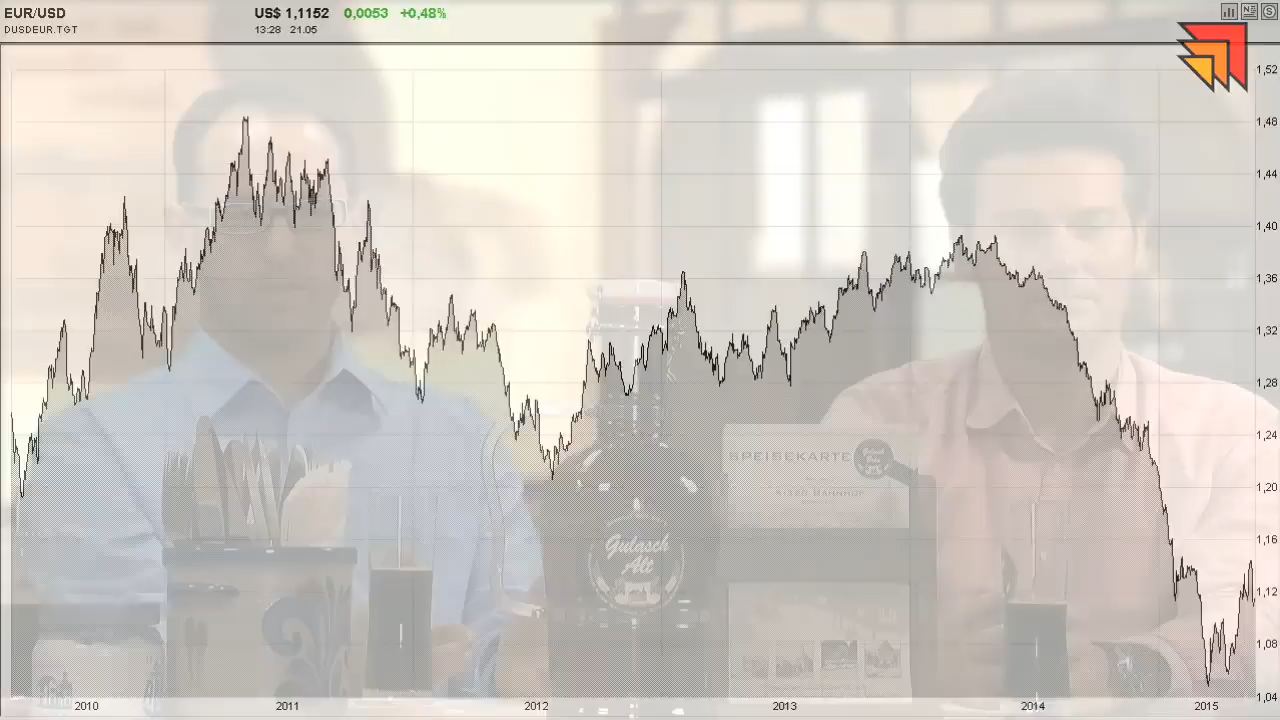 EUR/USD US$ 1,1152 0,0053 +0,48%
DUSDEUR.TGT 13:28 21.05
1,52
1,48
1,44
1,40
1,36
1,32
1,28
1,24
1,20
1,16
1,12
1,08
1,04
SPEISEKARTE
Gulasch
Alt
2010 2011 2012 2013 2014 2015